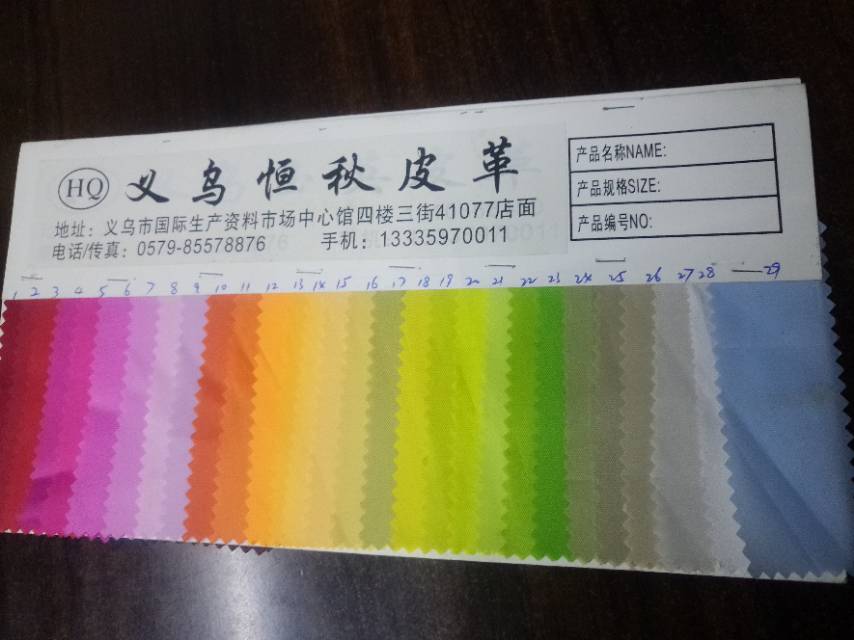 HQ 义乌恒秋皮革
地址：义乌市国际生产资料市场中心馆四楼三街41077店面
电话/传真：0579-85578876 手机：13335970011
产品名称NAME:
产品规格SIZE:
产品编号NO:
1 2 3 4 5 6 7 8 9 10 11 12 13 14 15 16 17 18 19 20 21 22 23 24 25 26 27 28 29